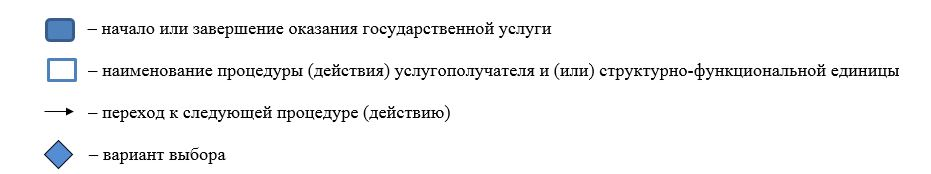 – начало или завершение оказания государственной услуги
– наименование процедуры (действия) услугополучателя и (или) структурно-функциональной единицы
– переход к следующей процедуре (действию)
– вариант выбора